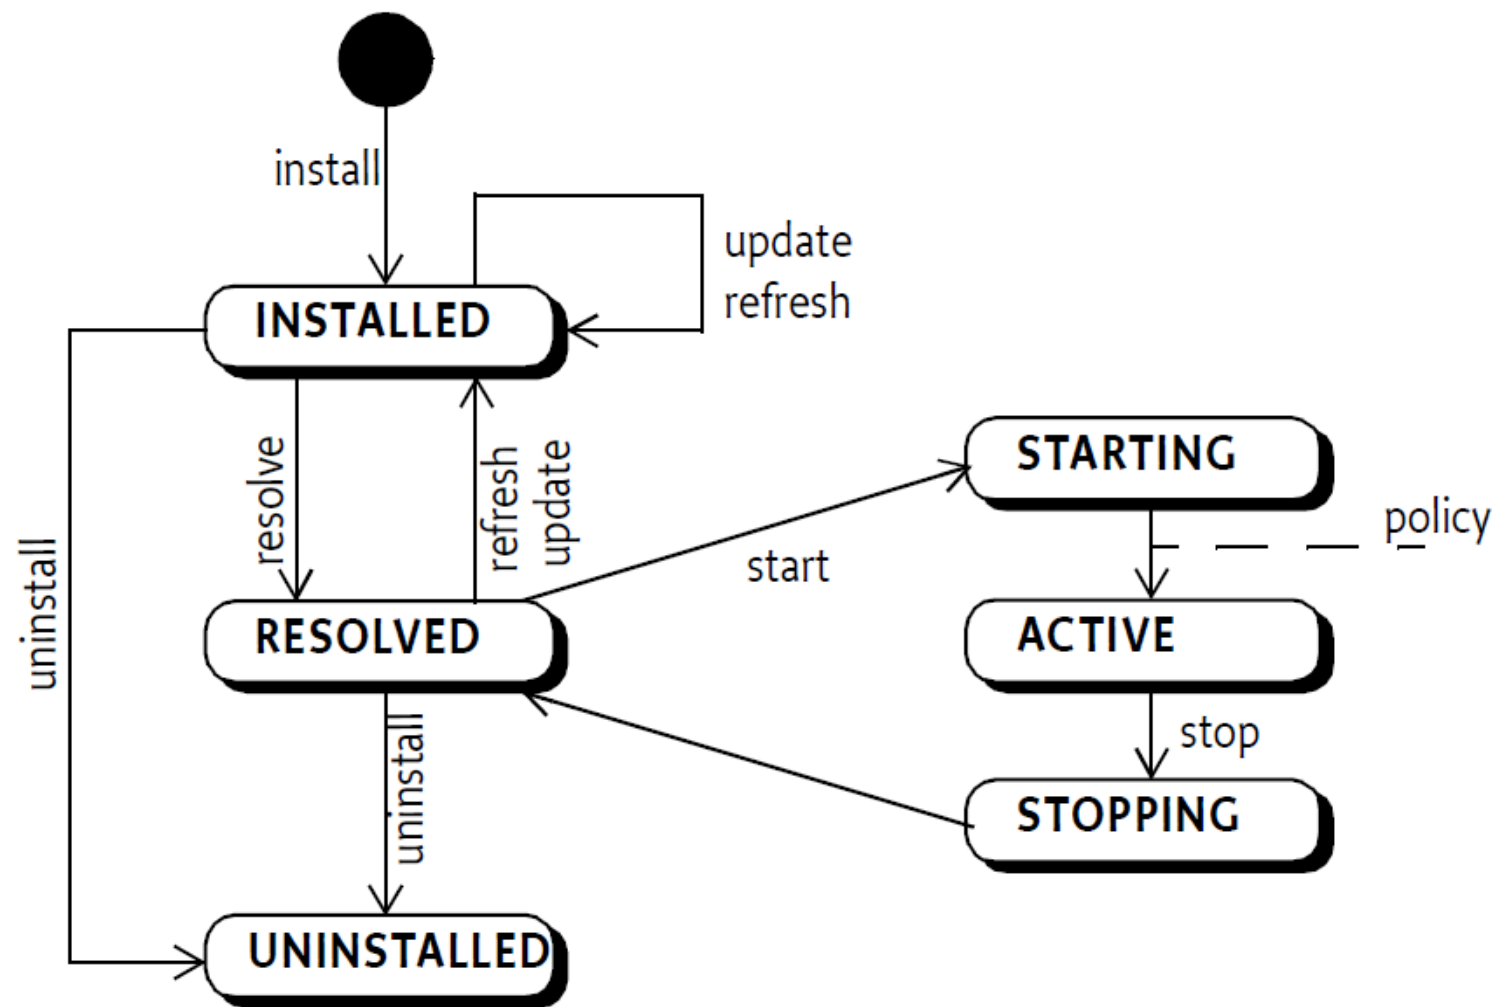 install
update
refresh
INSTALLED
resolve
refresh
update
STARTING
policy
start
uninstall
RESOLVED
ACTIVE
stop
uninstall
STOPPING
UNINSTALLED